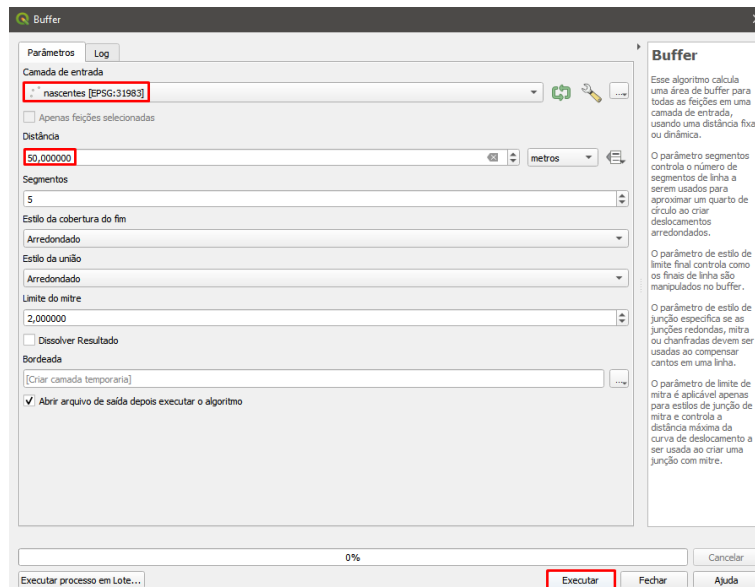 Buffer
Parâmetros
Log
Camada de entrada
nascentes [EPSG:31983]
...
Apenas feições selecionadas
Distância
50,000000
metros
Segmentos
5
Estilo da cobertura do fim
Arredondado
Estilo da união
Arredondado
Limite do mitre
2,000000
Dissolver Resultado
Bordeada
[Criar camada temporaria]
...
Abrir arquivo de saída depois executar o algoritmo
Buffer
Esse algoritmo calcula
uma área de buffer para
todas as feições em uma
camada de entrada,
usando uma distância fixa
ou dinâmica.
O parâmetro segmentos
controla o número de
segmentos de linha a
serem usados para
aproximar um quarto de
círculo ao criar
deslocamentos
arredondados.
O parâmetro de estilo de
limite final controla como
os finais de linha são
manipulados no buffer.
O parâmetro de estilo de
junção especifica se as
junções redondas, mitra
ou chanfradas devem ser
usadas ao compensar
cantos em uma linha.
O parâmetro de limite de
mitra é aplicável apenas
para estilos de junção de
mitra e controla a
distância máxima da
curva de deslocamento a
ser usada ao criar uma
junção com mitre.
0%
Cancelar
Executar processo em Lote...
Executar
Fechar
Ajuda